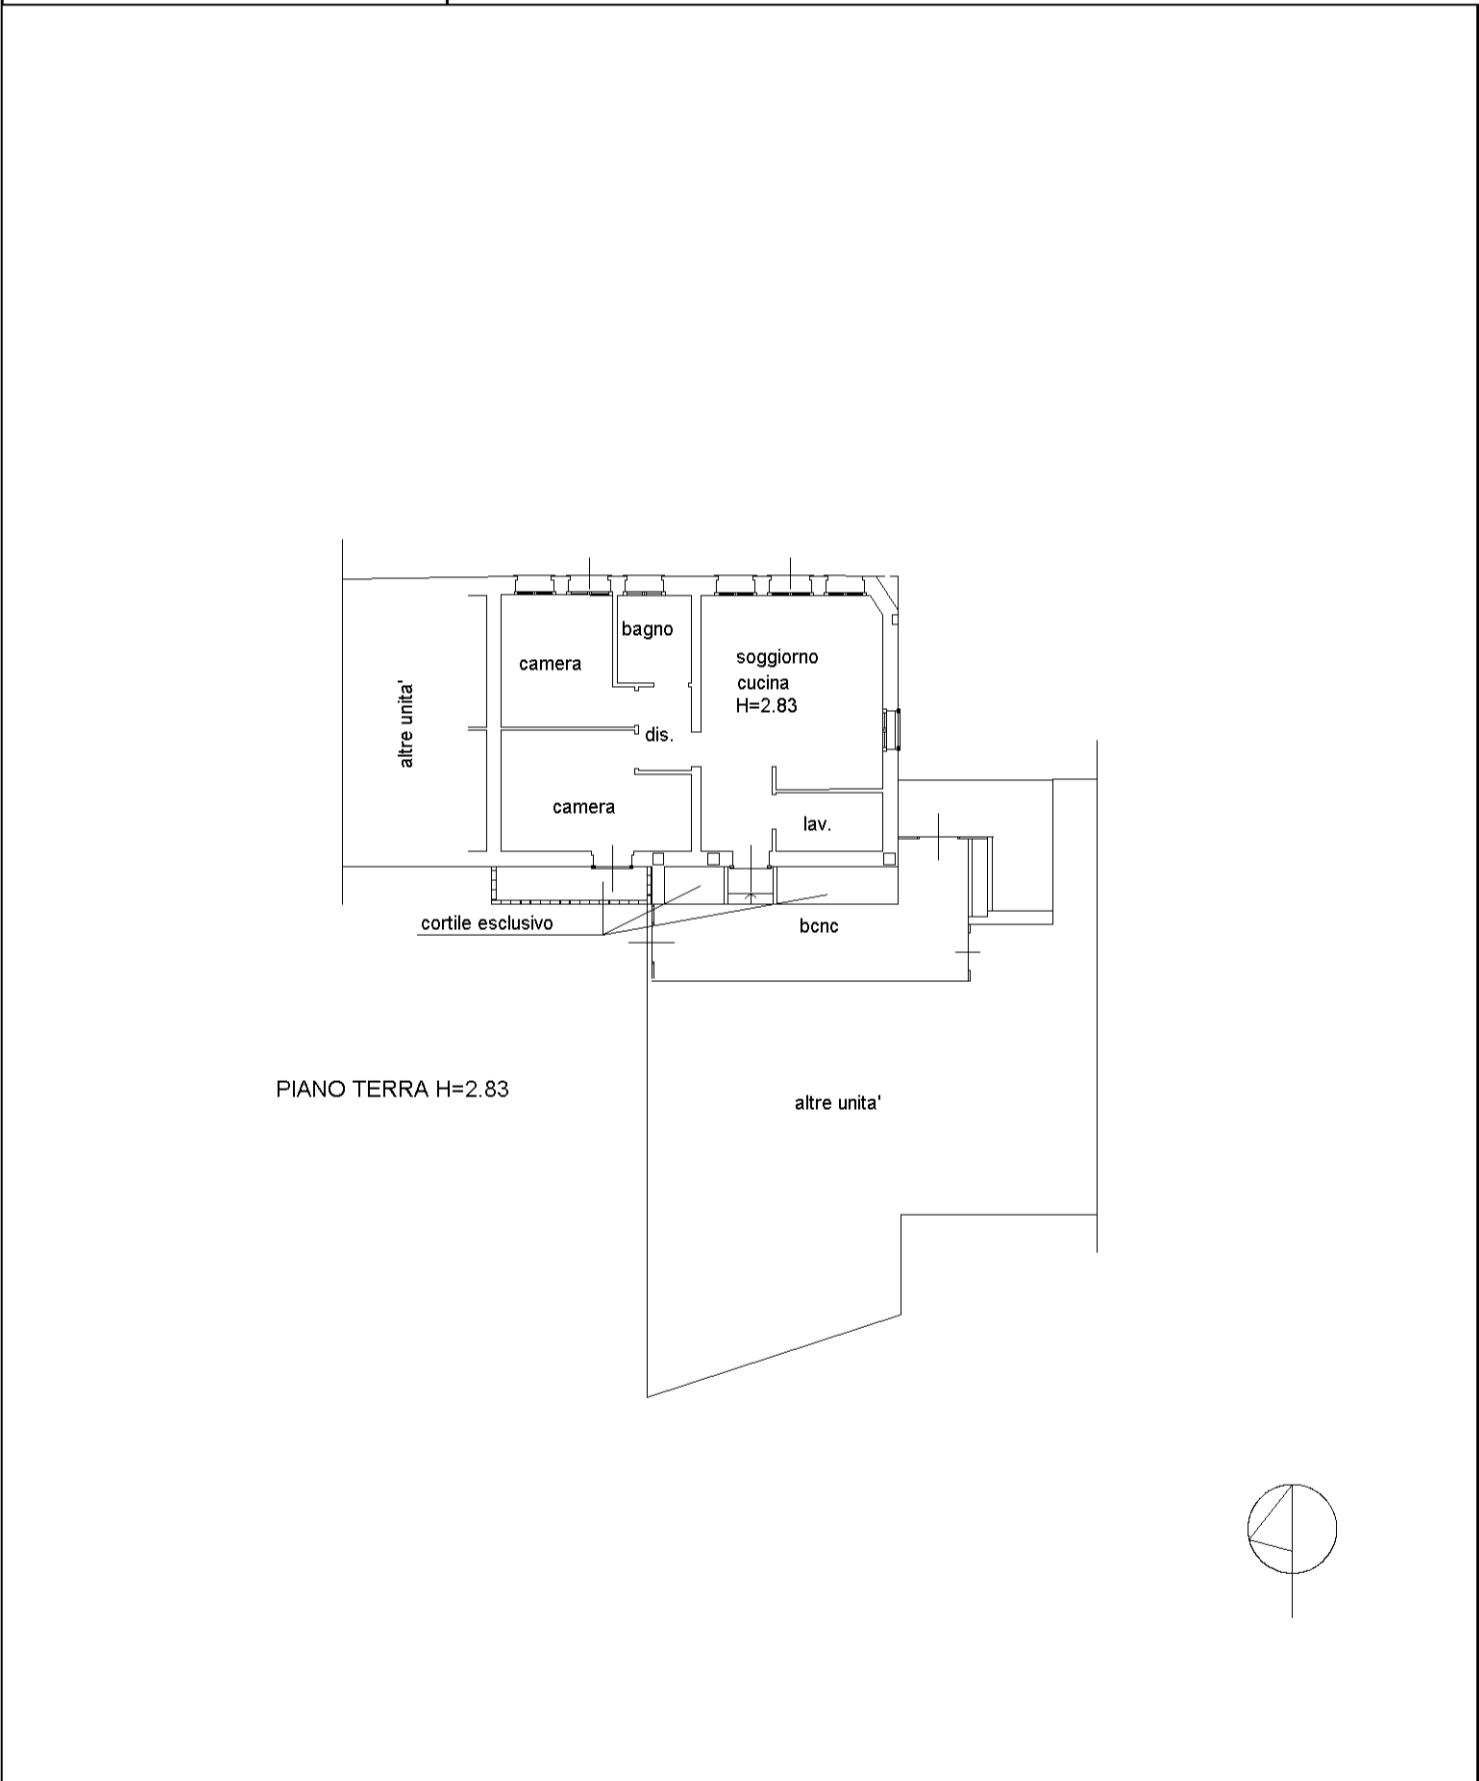 bagno
camera
soggiorno
cucina
H=2.83
altre unita'
dis.
camera
lav.
cortile esclusivo
bcnc
PIANO TERRA H=2.83
altre unita'